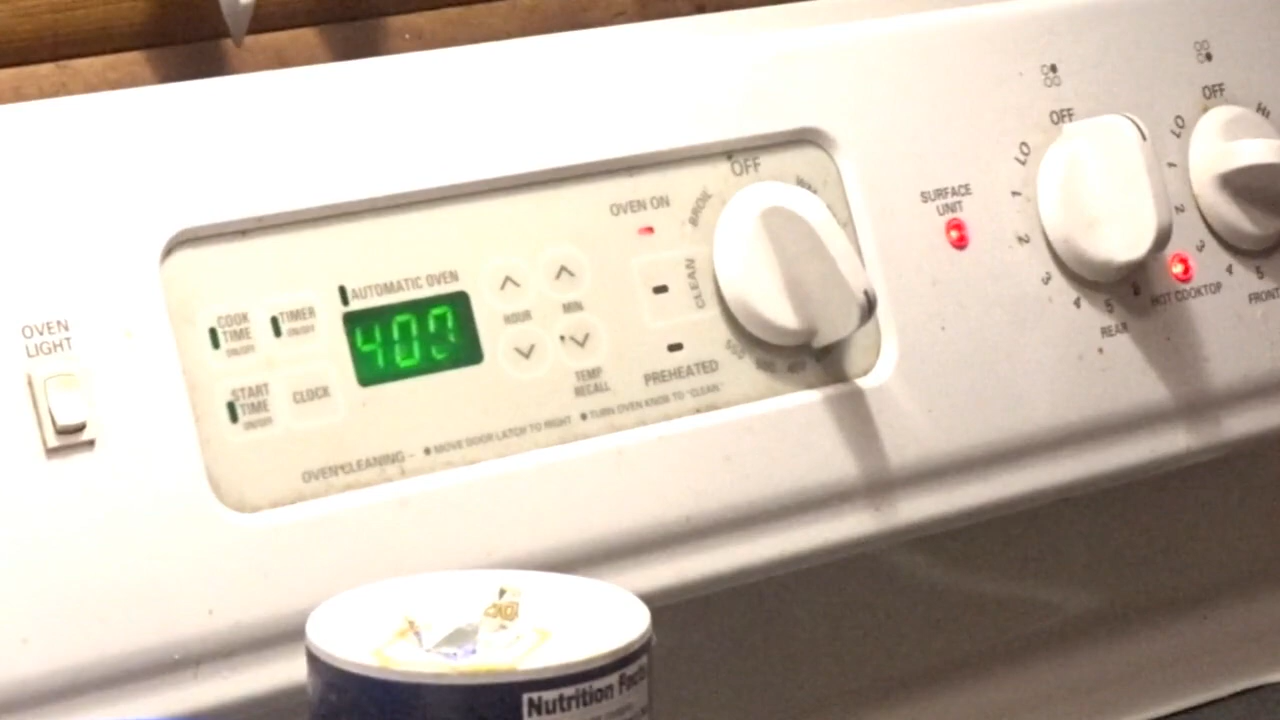 OVEN
LIGHT
COOK
TIME
ON/OFF
TIMER
ON/OFF
START
TIME
ON/OFF
CLOCK
AUTOMATIC OVEN
HOUR
MIN
TEMP
RECALL
OVEN ON
CLEAN
PREHEATED
OVEN CLEANING - • MOVE DOOR LATCH TO RIGHT • TURN OVEN KNOB TO "CLEAN."
OFF
BROIL
SURFACE
UNIT
OFF
LO
1
2
3
4
5
6
REAR
HOT COOKTOP
OFF
LO
HI
1
2
3
4
5
FRONT
Nutrition Facts